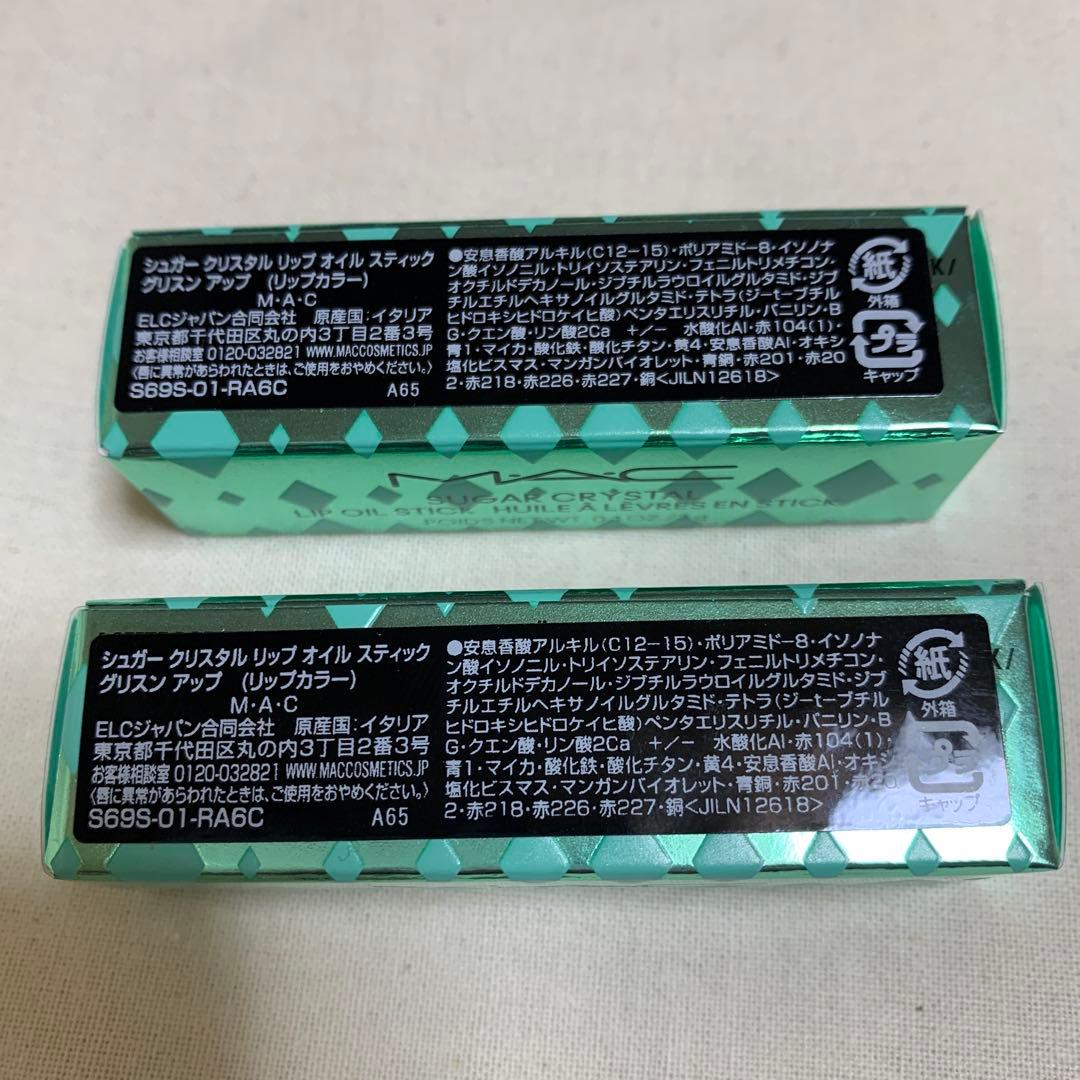 シュガー クリスタル リップ オイル スティック
グリスン アップ (リップカラー)
M・A・C
ELCジャパン合同会社 原産国:イタリア
東京都千代田区丸の内3丁目2番3号
お客様相談室 0120-032821 WWW.MACCOSMETICS.JP
〈唇に異常があらわれたときは、ご使用をおやめください。〉
S69S-01-RA6C A65
●安息香酸アルキル(C12-15)・ポリアミド-8・イソノナ
ン酸イソノニル・トリイソステアリン・フェニルトリメチコン・
オクチルドデカノール・ジブチルラウロイルグルタミド・ジブ
チルエチルヘキサノイルグルタミド・テトラ(ジーtーブチル
ヒドロキシヒドロケイヒ酸)ペンタエリスリチル・バニリン・B
G・クエン酸・リン酸2Ca +/- 水酸化Al・赤104(1)・
青1・マイカ・酸化鉄・酸化チタン・黄4・安息香酸Al・オキシ
塩化ビスマス・マンガンバイオレット・青銅・赤201・赤20
2・赤218・赤226・赤227・銅<JILN12618>
紙
外箱
プラ
キャップ
K/
M・A・C
SUGAR CRYSTAL
LIP OIL STICK HUILE À LÈVRES EN STICK
シュガー クリスタル リップ オイル スティック
グリスン アップ (リップカラー)
M・A・C
ELCジャパン合同会社 原産国:イタリア
東京都千代田区丸の内3丁目2番3号
お客様相談室 0120-032821 WWW.MACCOSMETICS.JP
〈唇に異常があらわれたときは、ご使用をおやめください。〉
S69S-01-RA6C A65
●安息香酸アルキル(C12-15)・ポリアミド-8・イソノナ
ン酸イソノニル・トリイソステアリン・フェニルトリメチコン・
オクチルドデカノール・ジブチルラウロイルグルタミド・ジブ
チルエチルヘキサノイルグルタミド・テトラ(ジーtーブチル
ヒドロキシヒドロケイヒ酸)ペンタエリスリチル・バニリン・B
G・クエン酸・リン酸2Ca +/- 水酸化Al・赤104(1)・
青1・マイカ・酸化鉄・酸化チタン・黄4・安息香酸Al・オキシ
塩化ビスマス・マンガンバイオレット・青銅・赤201・赤20
2・赤218・赤226・赤227・銅<JILN12618>
紙
外箱
プラ
キャップ
K/